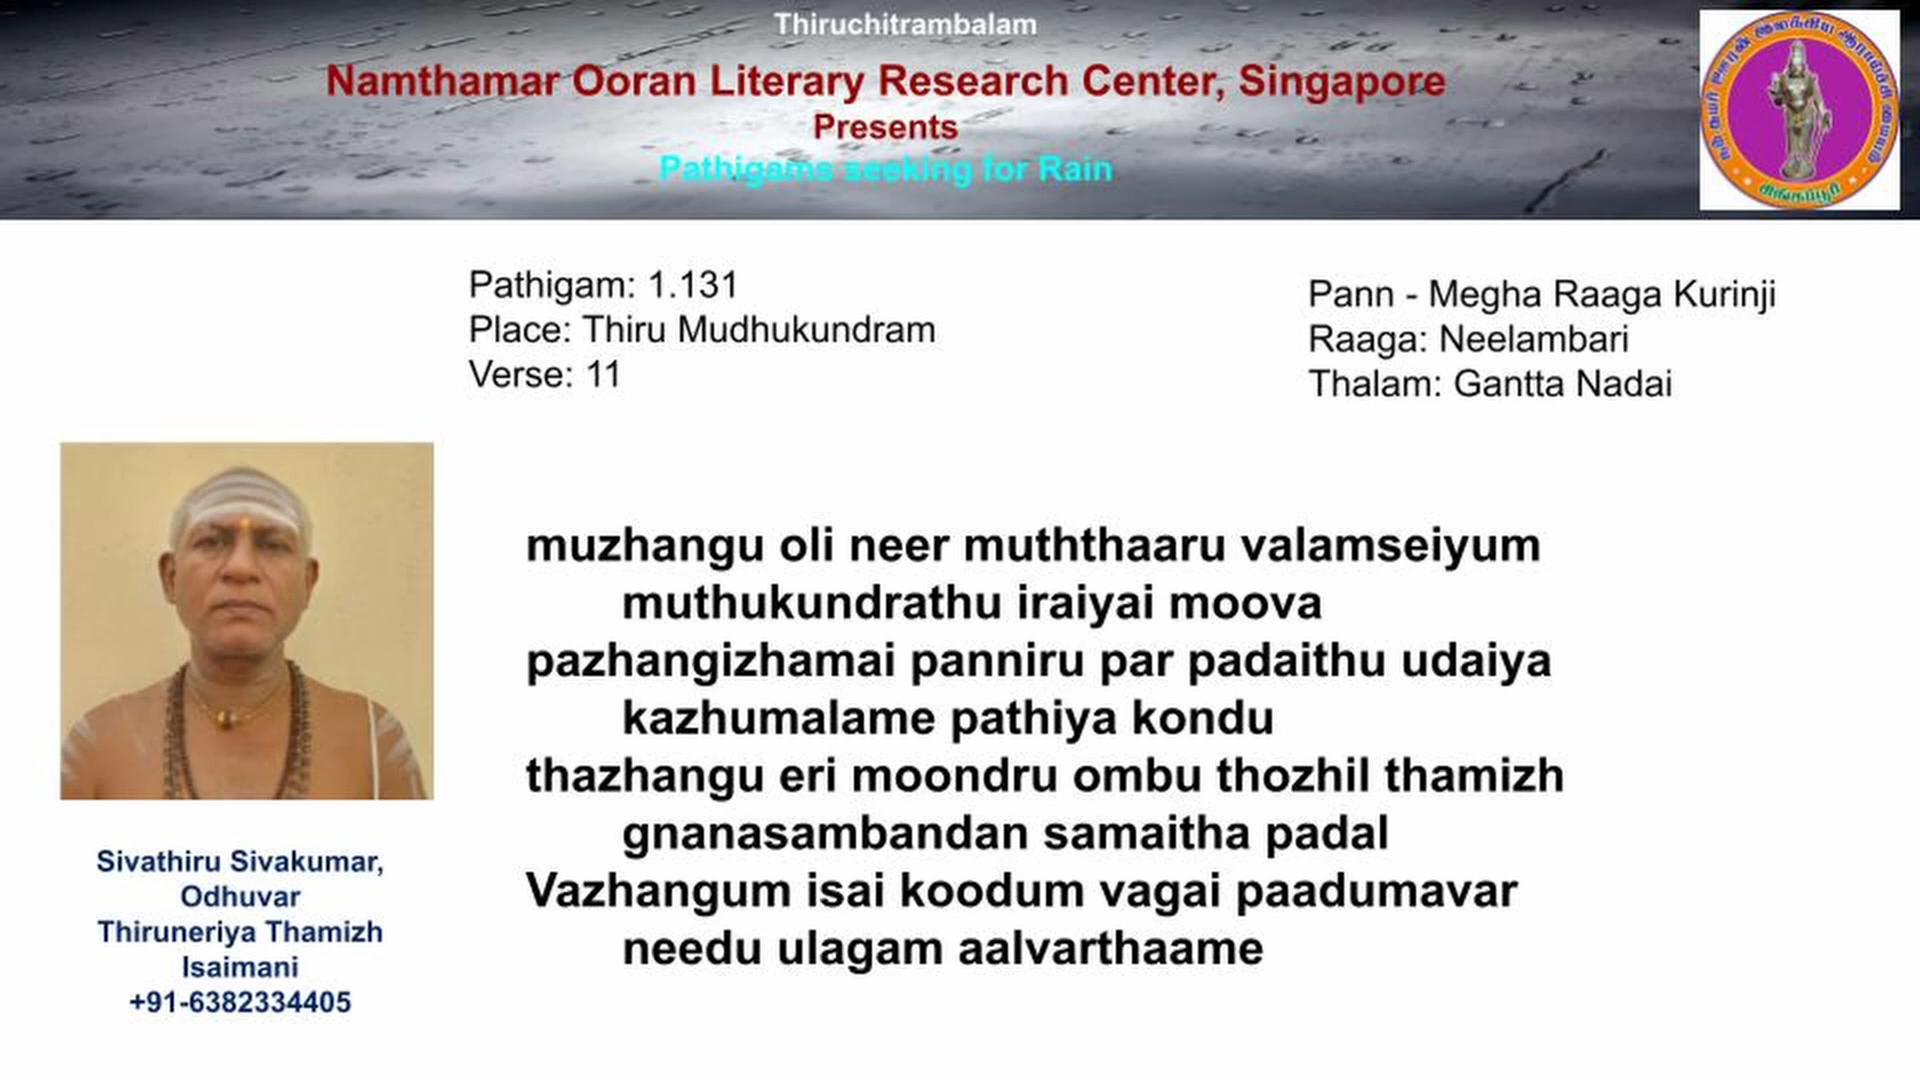 Thiruchitrambalam
Namthamar Ooran Literary Research Center, Singapore
Presents
Pathigams seeking for Rain
சிங்கப்பூர்
Pathigam: 1.131
Place: Thiru Mudhukundram
Verse: 11
Pann - Megha Raaga Kurinji
Raaga: Neelambari
Thalam: Gantta Nadai
muzhangu oli neer muththaaru valamseiyum
muthukundrathu iraiyai moova
pazhangizhamai panniru par padaithu udaiya
kazhumalame pathiya kondu
thazhangu eri moondru ombu thozhil thamizh
gnanasambandan samaitha padal
Vazhangum isai koodum vagai paadumavar
needu ulagam aalvarthaame
Sivathiru Sivakumar,
Odhuvar
Thiruneriya Thamizh
Isaimani
+91-6382334405